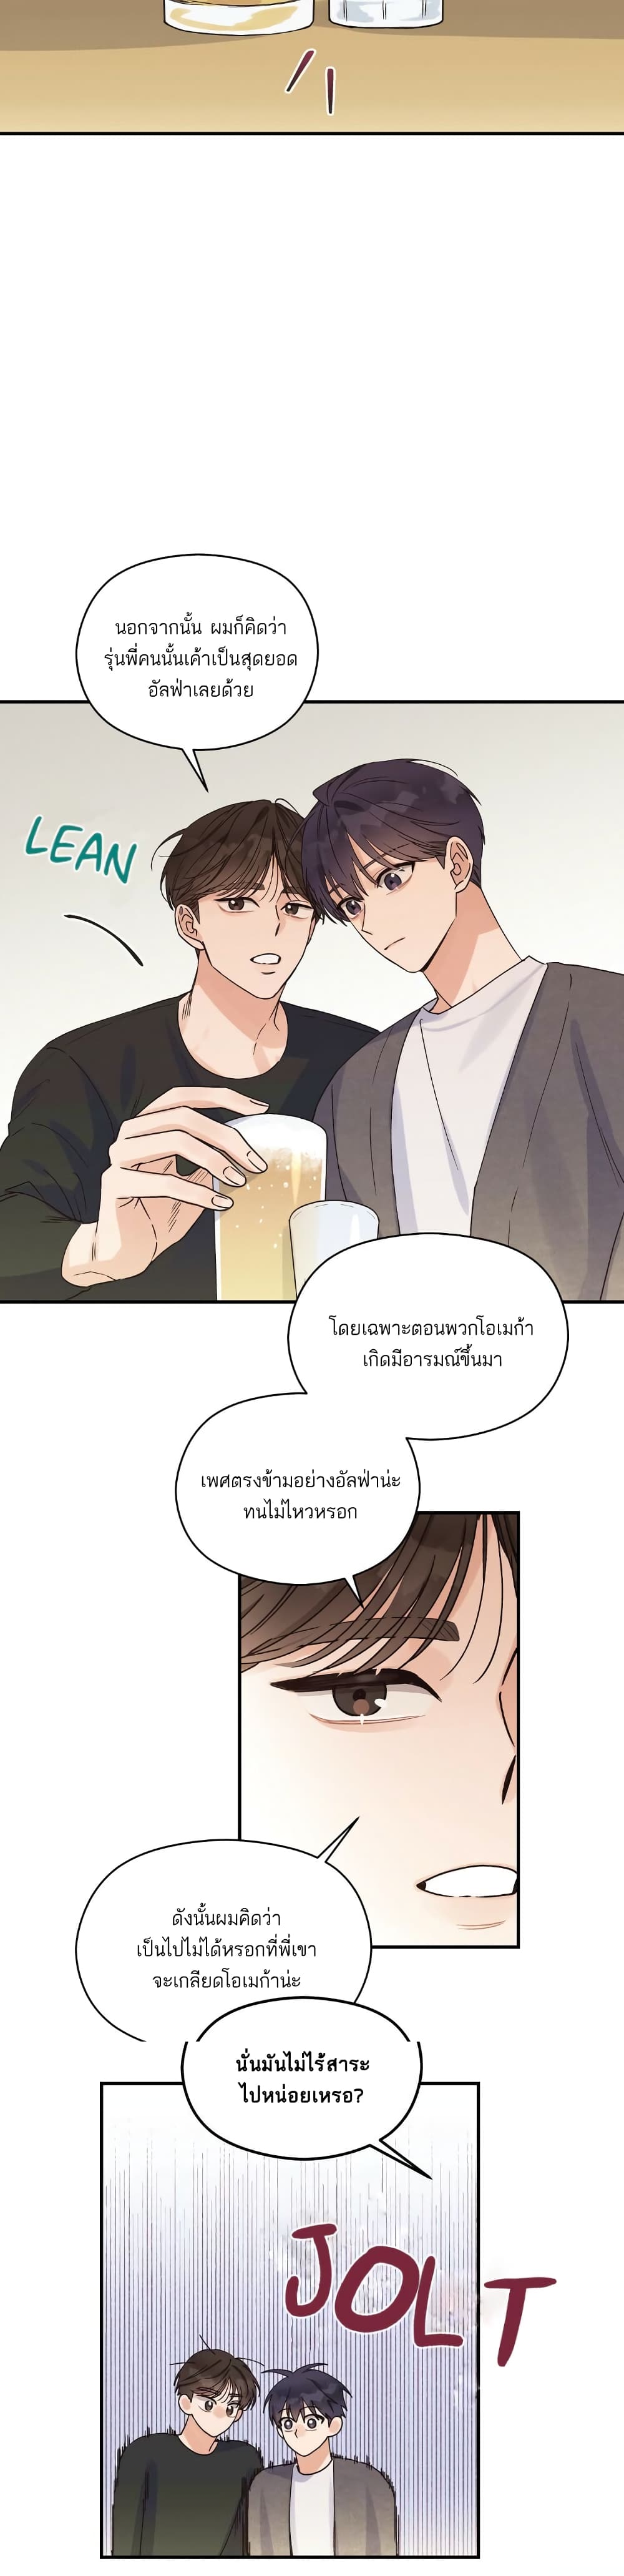 นอกจากนั้น ผมก็คิดว่า
รุ่นพี่คนนั้นเค้าเป็นสุดยอด
อัลฟ่าเลยด้วย
LEAN
โดยเฉพาะตอนพวกโอเมก้า
เกิดมีอารมณ์ขึ้นมา
เพศตรงข้ามอย่างอัลฟ่าน่ะ
ทนไม่ไหวหรอก
ดังนั้นผมคิดว่า
เป็นไปไม่ได้หรอกที่พี่เขา
จะเกลียดโอเมก้าน่ะ
นั่นมันไม่ไร้สาระ
ไปหน่อยเหรอ?
JOLT